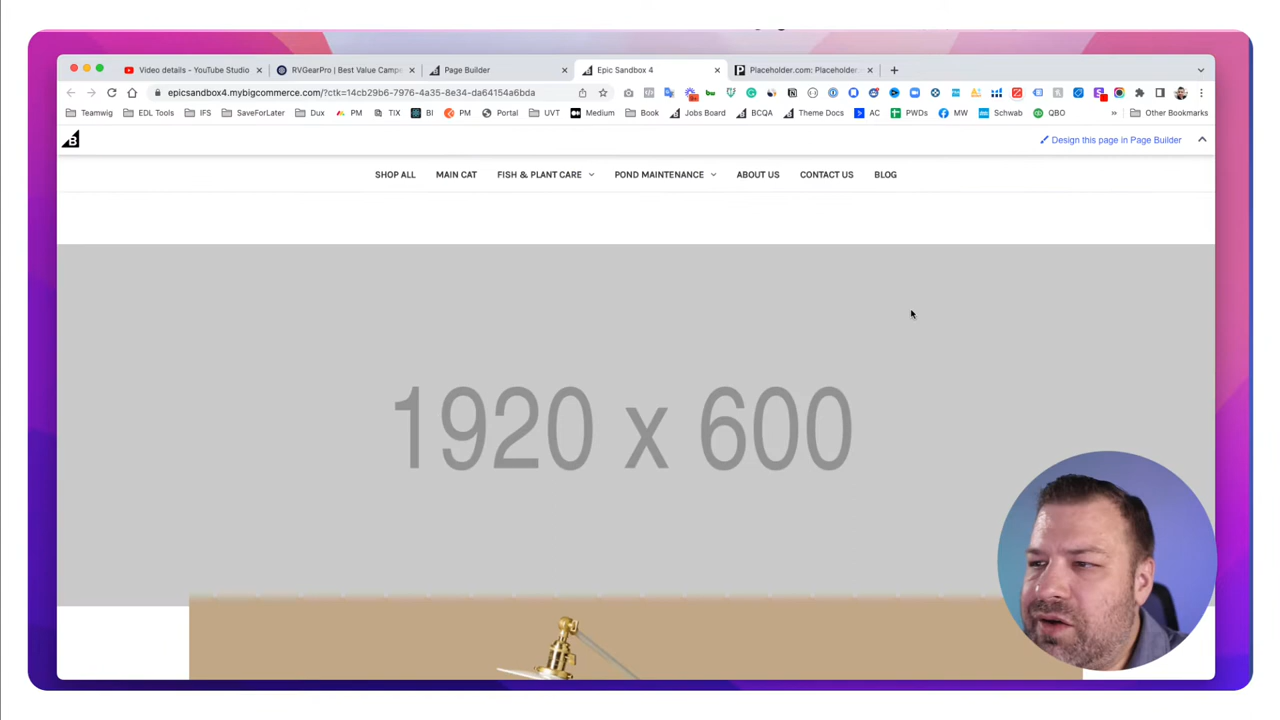 Video details - YouTube Studio
RVGearPro | Best Value Campe
Page Builder
Epic Sandbox 4
Placeholder.com: Placeholder
epicsandbox4.mybigcommerce.com/?ctk=14cb29b6-7976-4a35-8e34-da64154a6bda
Teamwig
EDL Tools
IFS
SaveForLater
Dux
PM
TIX
BI
PM
Portal
UVT
Medium
Book
Jobs Board
BCQA
Theme Docs
AC
PWDs
MW
Schwab
QBO
»
Other Bookmarks
Design this page in Page Builder
SHOP ALL
MAIN CAT
FISH & PLANT CARE
POND MAINTENANCE
ABOUT US
CONTACT US
BLOG
1920 x 600